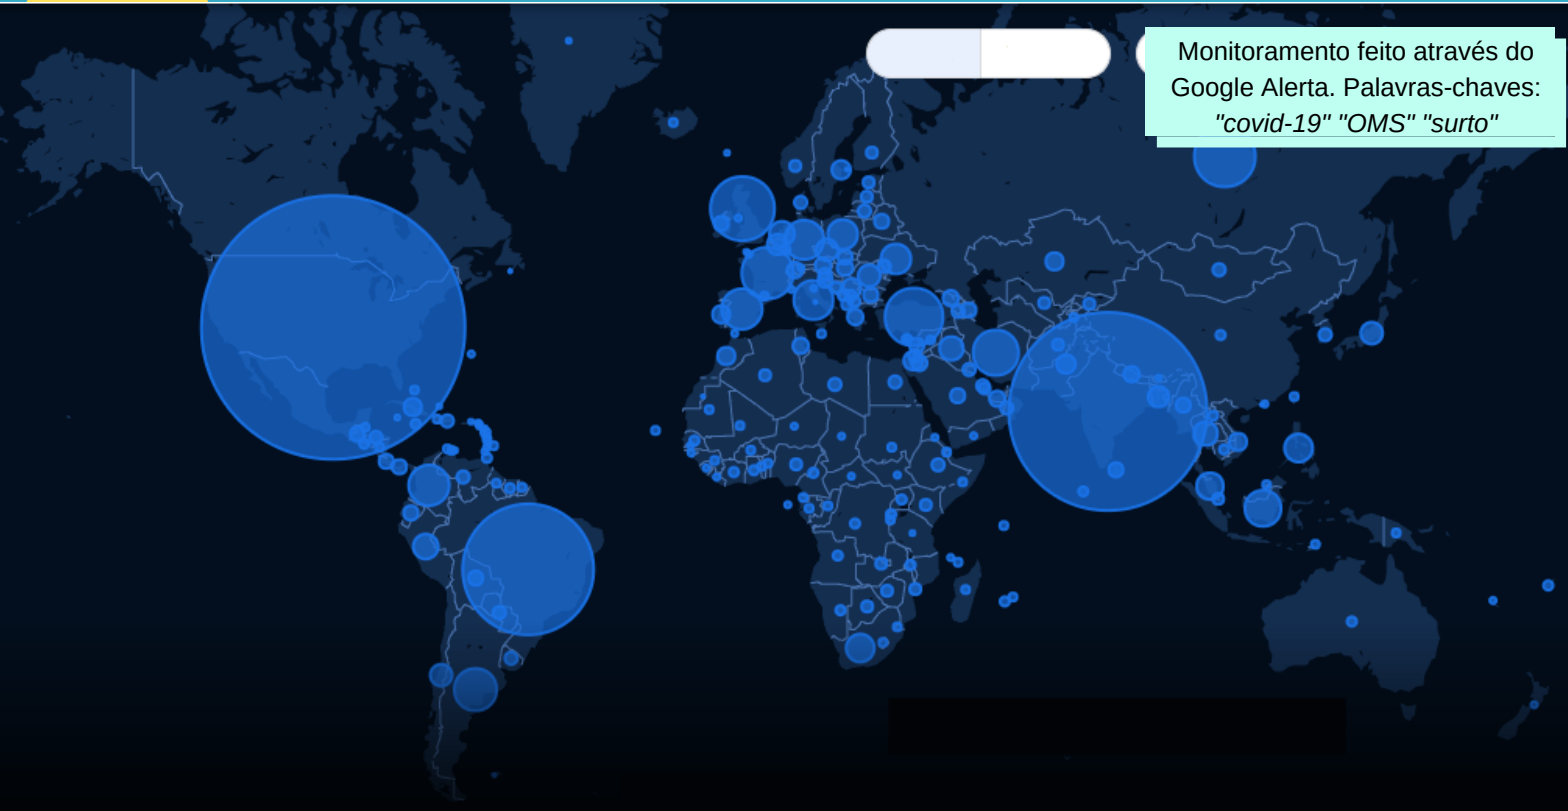 Monitoramento feito através do
Google Alerta. Palavras-chaves:
"covid-19" "OMS" "surto"